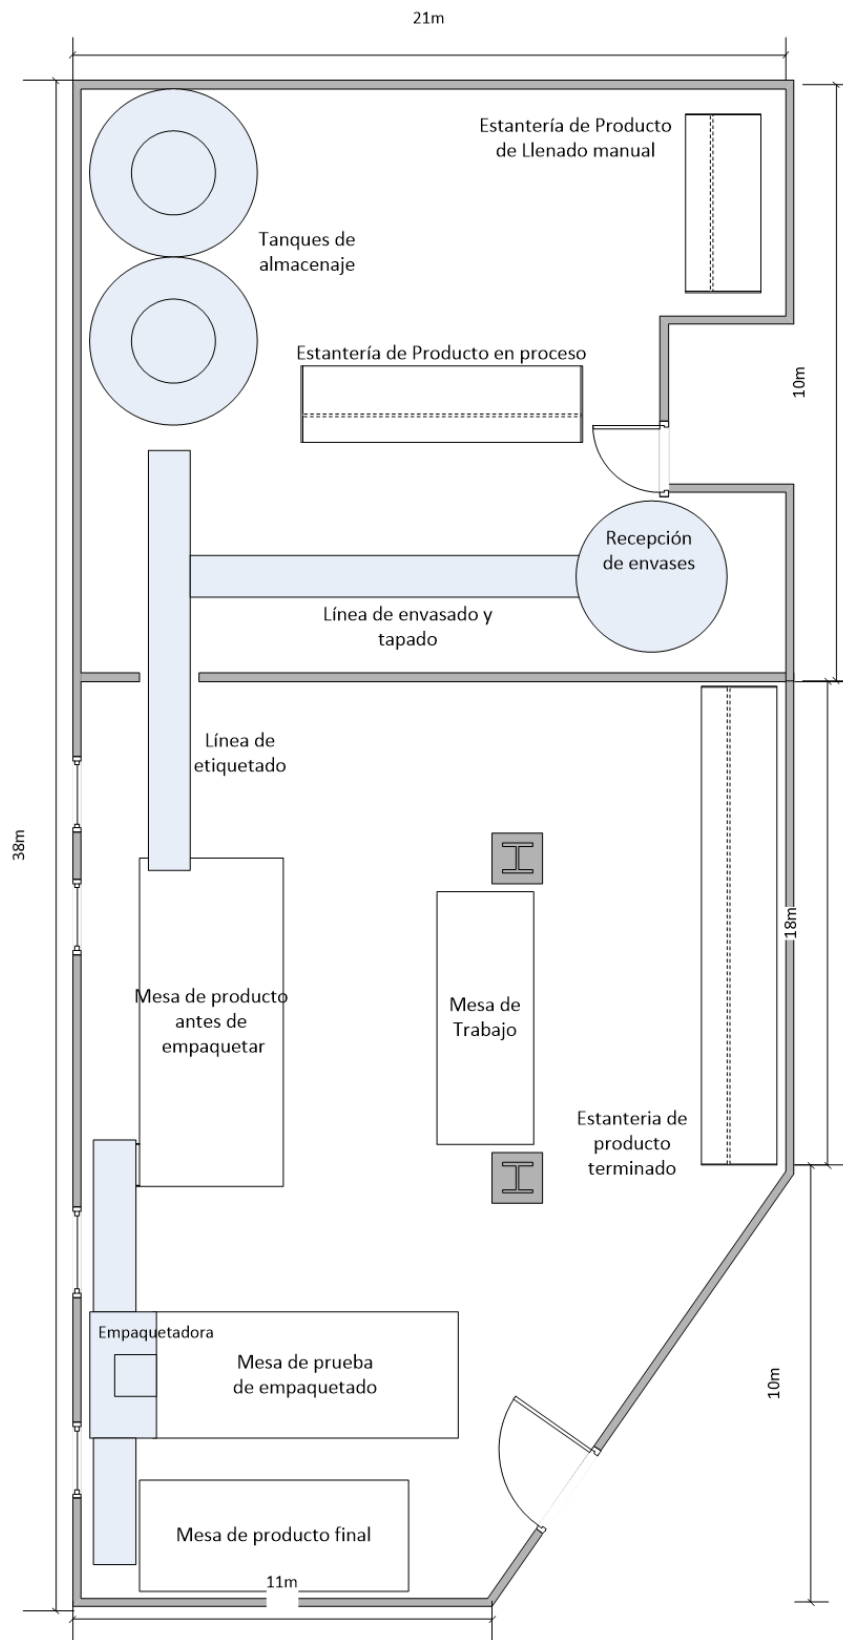 21m
Estantería de Producto
de Llenado manual
Tanques de
almacenaje
Estantería de Producto en proceso
10m
Recepción
de envases
Línea de envasado y
tapado
Línea de
etiquetado
38m
18m
Mesa de producto
antes de
empaquetar
Mesa de
Trabajo
Estanteria de
producto
terminado
Empaquetadora
Mesa de prueba
de empaquetado
10m
Mesa de producto final
11m